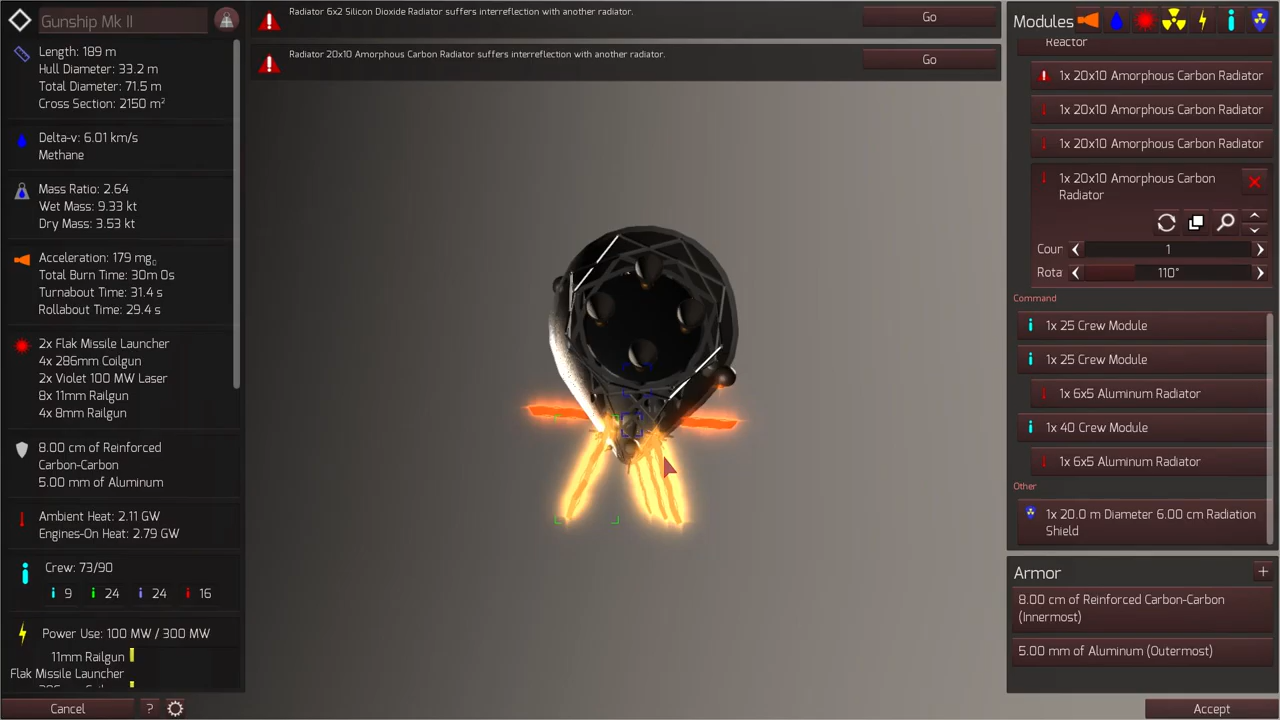 Gunship Mk II
Length: 189 m
Hull Diameter: 33.2 m
Total Diameter: 71.5 m
Cross Section: 2150 m²
Delta-v: 6.01 km/s
Methane
Mass Ratio: 2.64
Wet Mass: 9.33 kt
Dry Mass: 3.53 kt
Acceleration: 179 mg₀
Total Burn Time: 30m 0s
Turnabout Time: 31.4 s
Rollabout Time: 29.4 s
2x Flak Missile Launcher
4x 286mm Coilgun
2x Violet 100 MW Laser
8x 11mm Railgun
4x 8mm Railgun
8.00 cm of Reinforced
Carbon-Carbon
5.00 mm of Aluminum
Ambient Heat: 2.11 GW
Engines-On Heat: 2.79 GW
Crew: 73/90
9 24 24 16
Power Use: 100 MW / 300 MW
11mm Railgun
Flak Missile Launcher
Cancel
?
Radiator 6x2 Silicon Dioxide Radiator suffers interreflection with another radiator.
Go
Radiator 20x10 Amorphous Carbon Radiator suffers interreflection with another radiator.
Go
Modules
Reactor
1x 20x10 Amorphous Carbon Radiator
1x 20x10 Amorphous Carbon Radiator
1x 20x10 Amorphous Carbon Radiator
1x 20x10 Amorphous Carbon
Radiator
Cour 1
Rota 110°
Command
1x 25 Crew Module
1x 25 Crew Module
1x 6x5 Aluminum Radiator
1x 40 Crew Module
1x 6x5 Aluminum Radiator
Other
1x 20.0 m Diameter 6.00 cm Radiation
Shield
Armor +
8.00 cm of Reinforced Carbon-Carbon
(Innermost)
5.00 mm of Aluminum (Outermost)
Accept